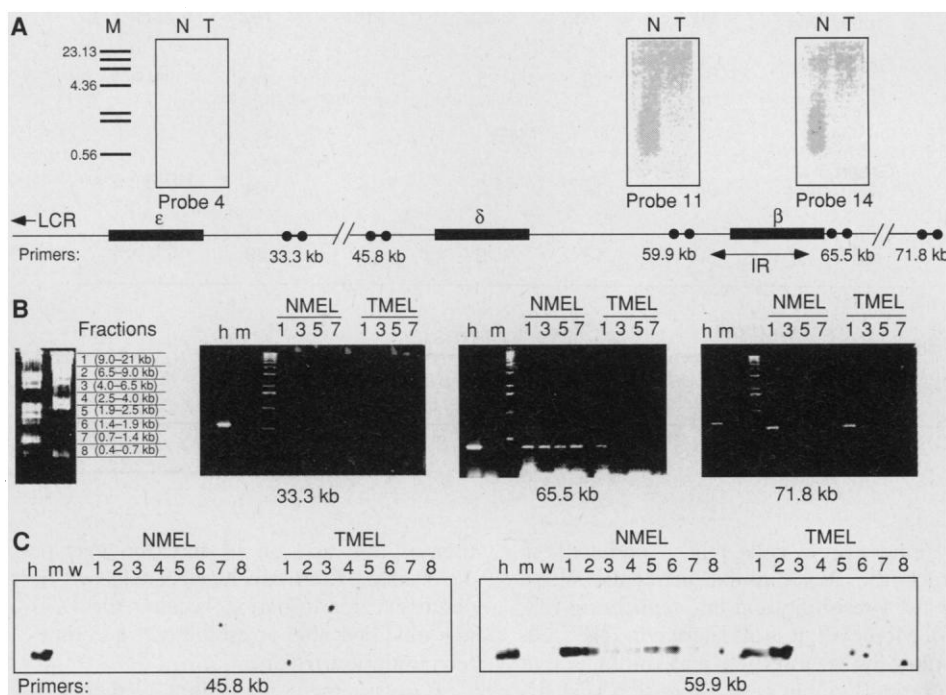 A
M
N T
N T
N T
23.13
4.36
0.56
Probe 4
Probe 11
Probe 14
LCR
ε
δ
β
Primers:
33.3 kb
45.8 kb
59.9 kb
IR
65.5 kb
71.8 kb
B
Fractions
1 (9.0–21 kb)
2 (6.5–9.0 kb)
3 (4.0–6.5 kb)
4 (2.5–4.0 kb)
5 (1.9–2.5 kb)
6 (1.4–1.9 kb)
7 (0.7–1.4 kb)
8 (0.4–0.7 kb)
NMEL TMEL
h m 1 3 5 7 1 3 5 7
33.3 kb
NMEL TMEL
h m 1 3 5 7 1 3 5 7
65.5 kb
NMEL TMEL
h m 1 3 5 7 1 3 5 7
71.8 kb
C
NMEL TMEL
h m w 1 2 3 4 5 6 7 8 1 2 3 4 5 6 7 8
NMEL TMEL
h m w 1 2 3 4 5 6 7 8 1 2 3 4 5 6 7 8
Primers: 45.8 kb
59.9 kb